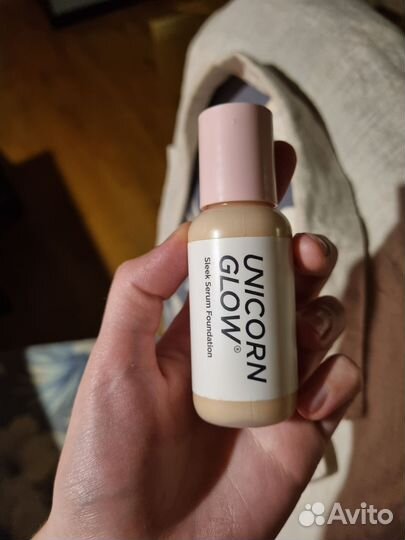 UNICORN
GLOW®
Sleek Serum Foundation
Avito